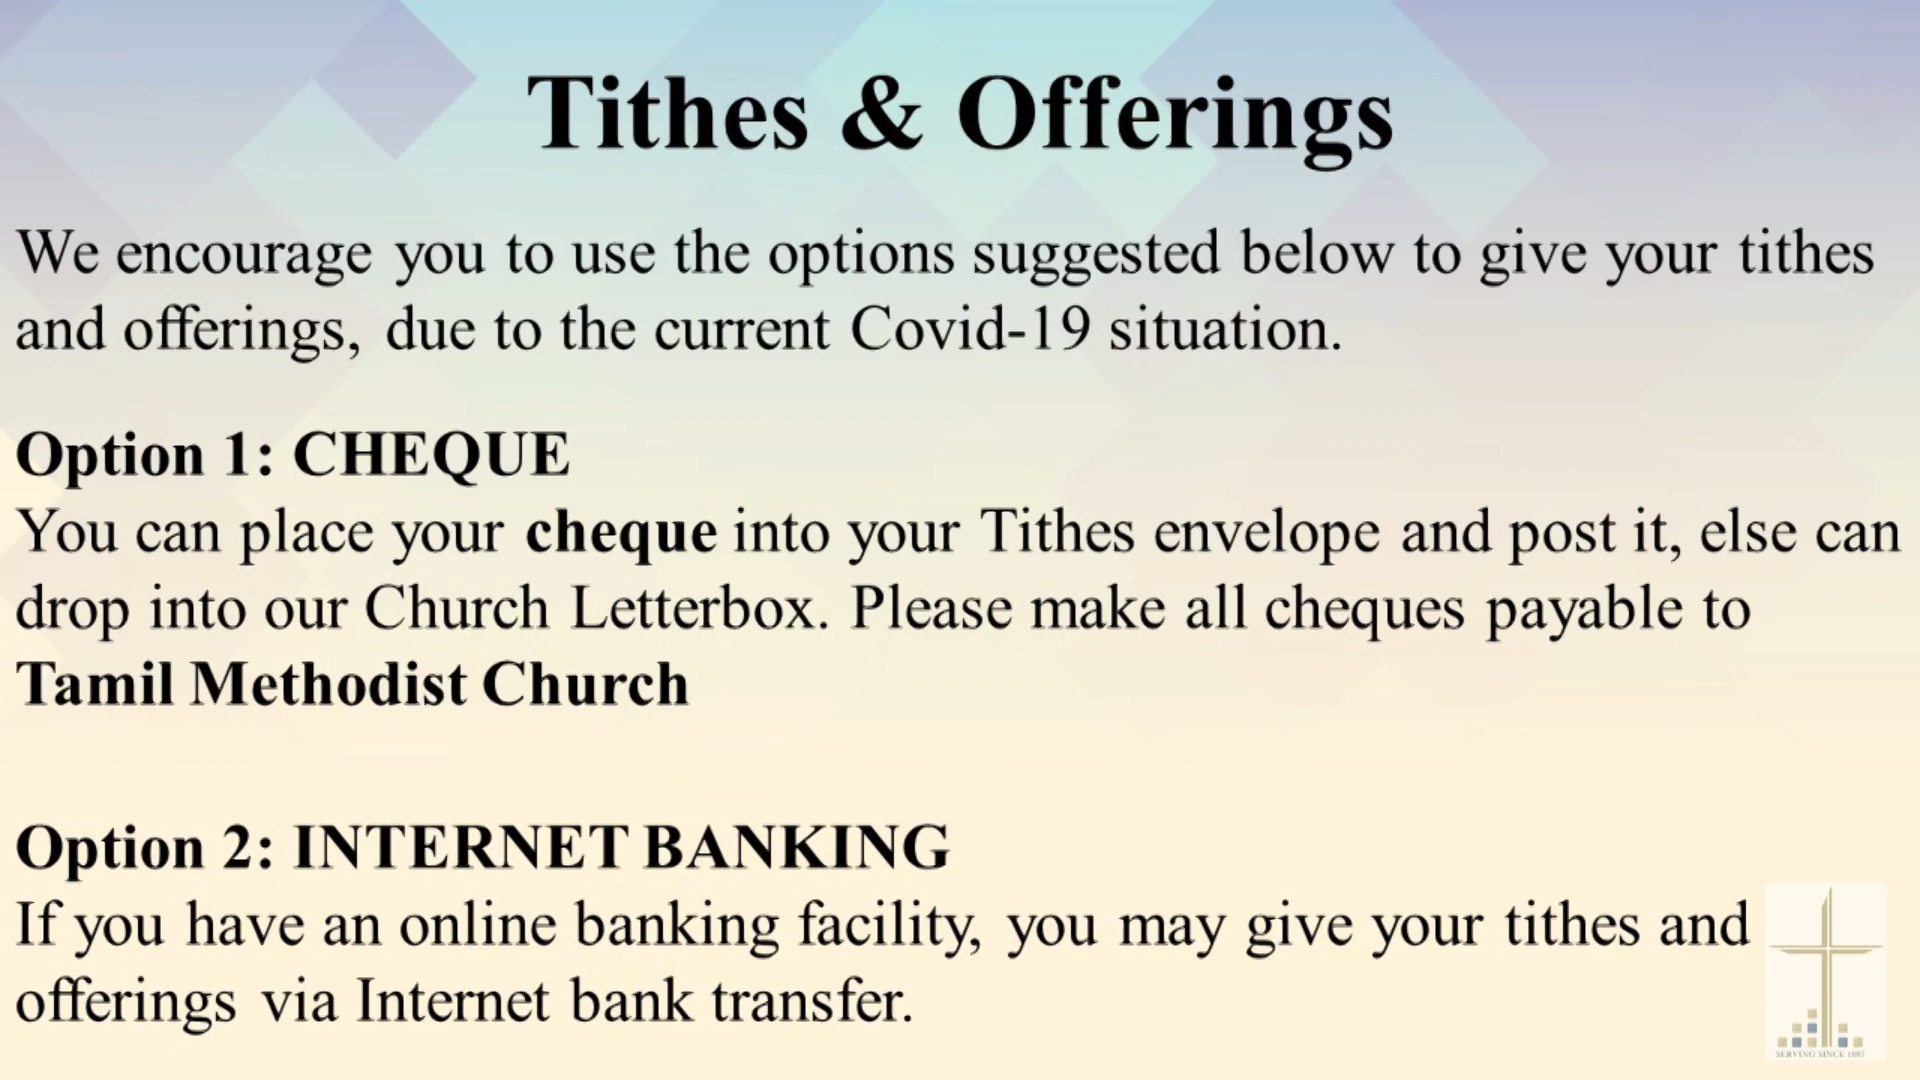 Tithes & Offerings
We encourage you to use the options suggested below to give your tithes
and offerings, due to the current Covid-19 situation.
Option 1: CHEQUE
You can place your cheque into your Tithes envelope and post it, else can
drop into our Church Letterbox. Please make all cheques payable to
Tamil Methodist Church
Option 2: INTERNET BANKING
If you have an online banking facility, you may give your tithes and
offerings via Internet bank transfer.
SERVING SINCE 1887